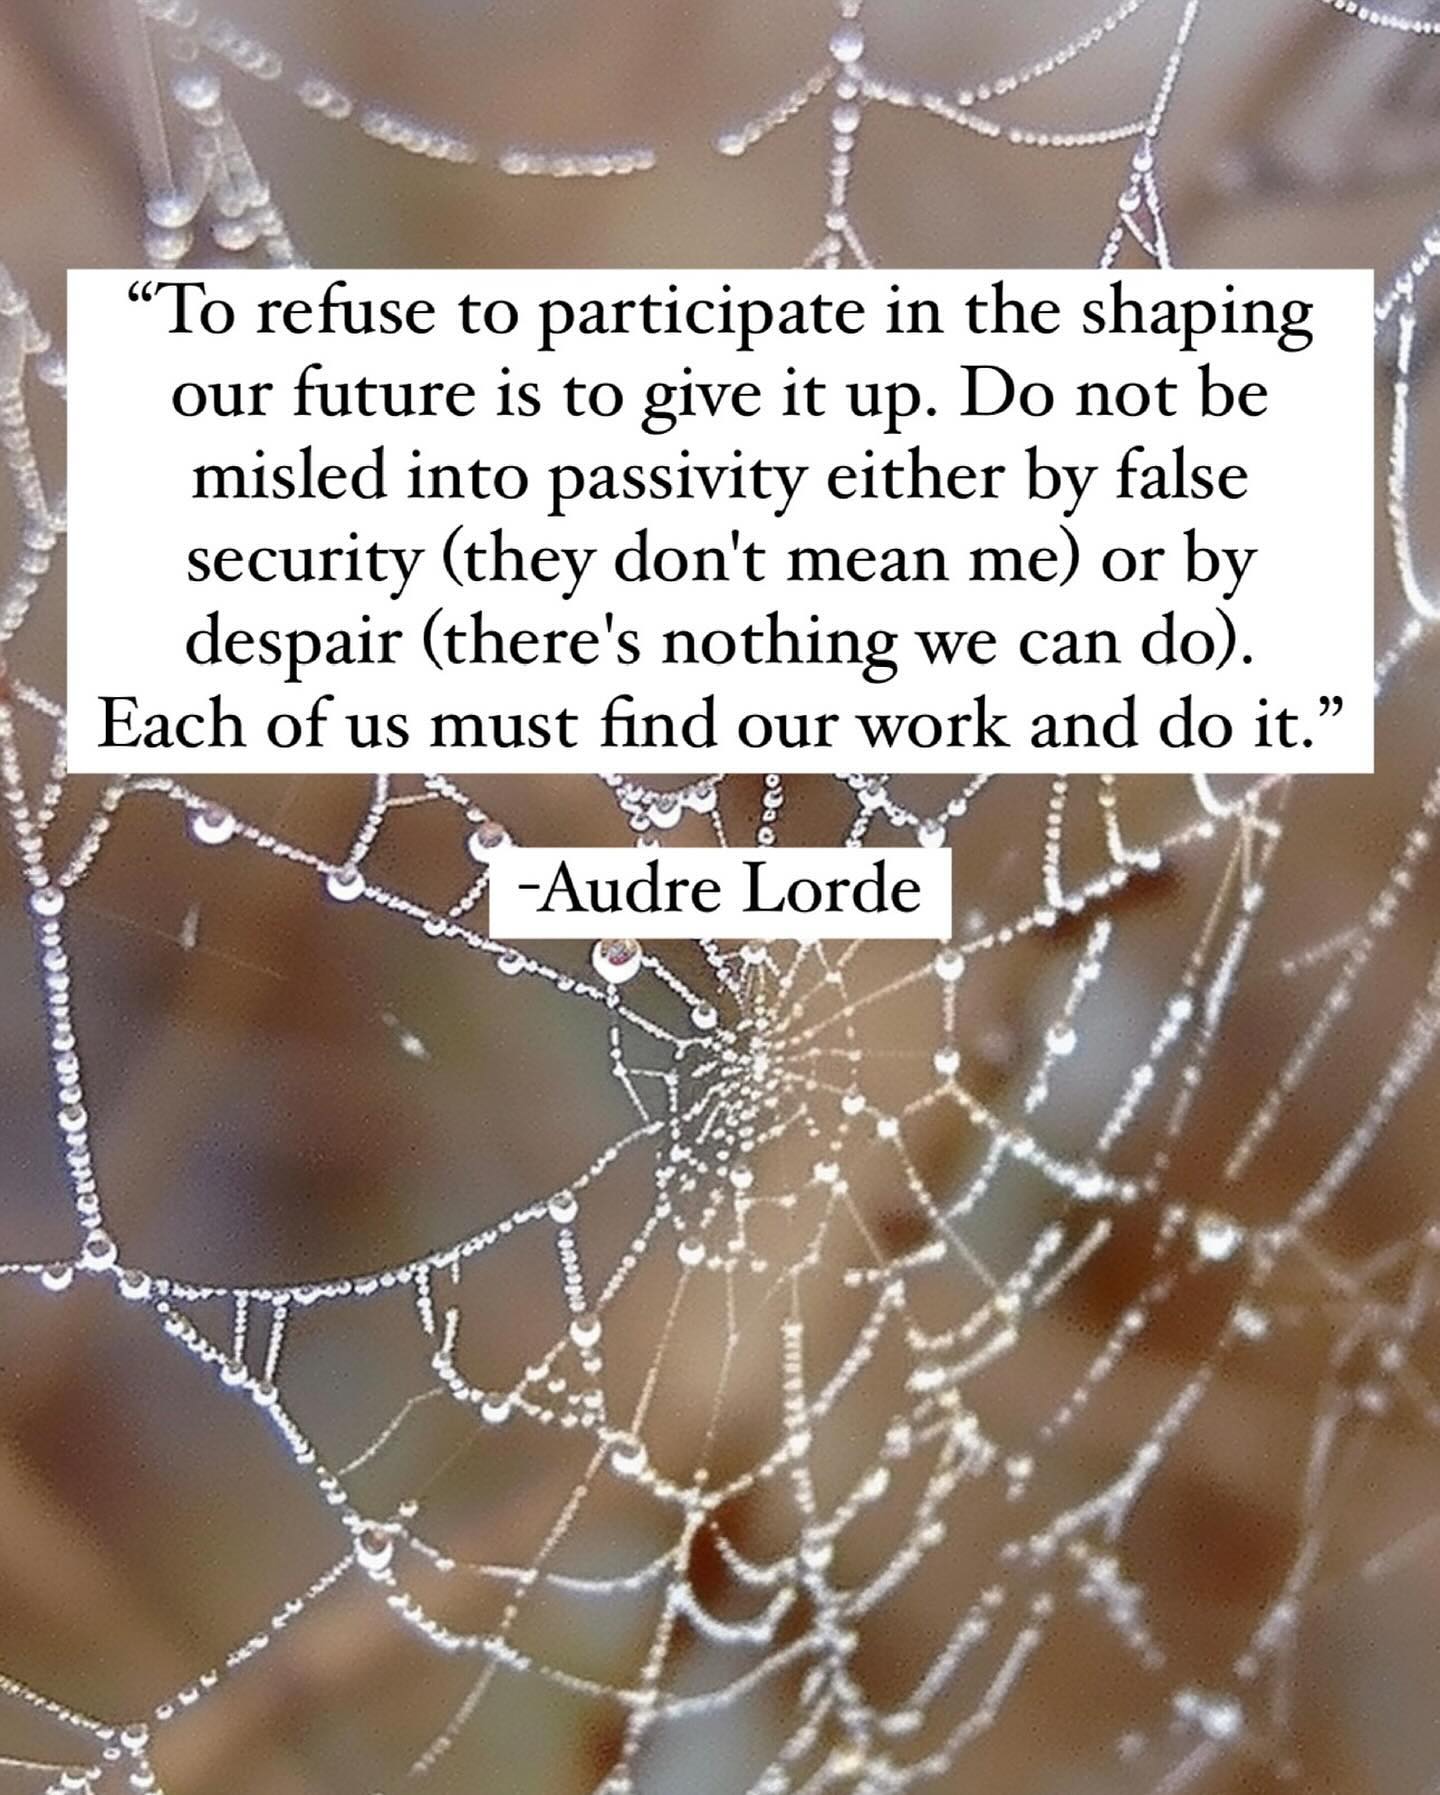 “To refuse to participate in the shaping
our future is to give it up. Do not be
misled into passivity either by false
security (they don't mean me) or by
despair (there's nothing we can do).
Each of us must find our work and do it.”
-Audre Lorde